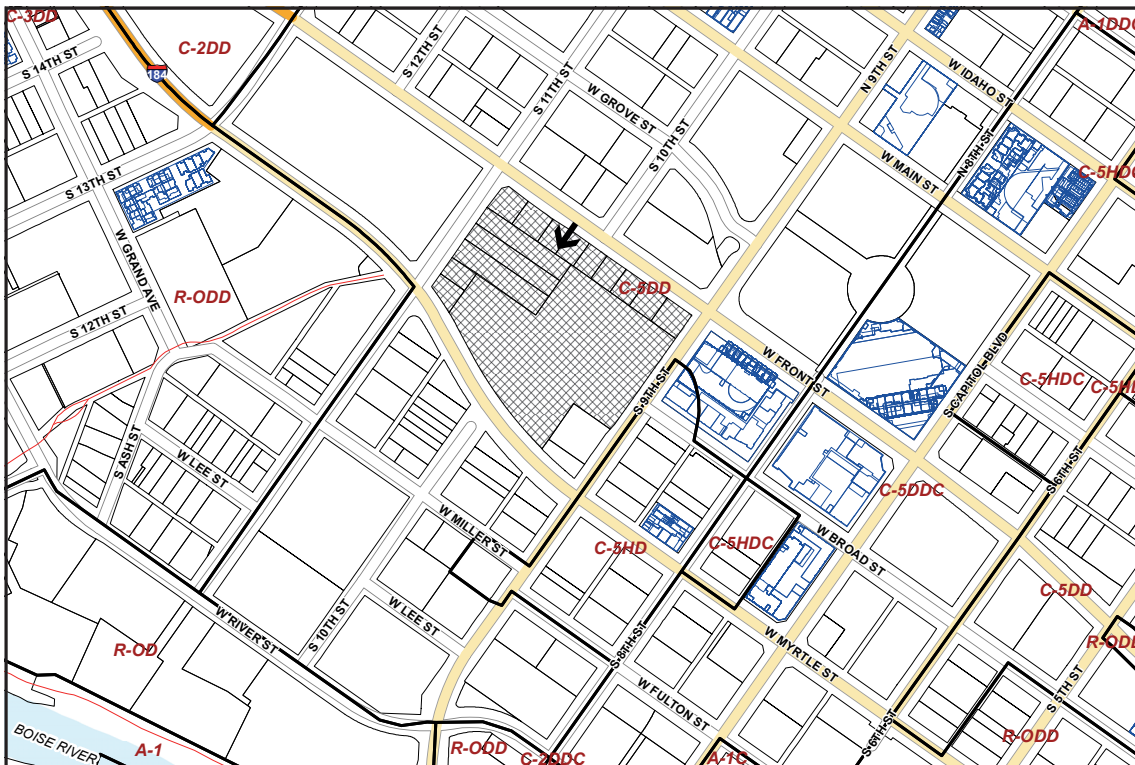 C-3DD
C-2DD
A-1DDC
S 14TH ST
184
S 12TH ST
S 11TH ST
W GROVE ST
S 10TH ST
N 9TH ST
W IDAHO ST
W MAIN ST
N 8TH ST
C-5HDC
S 13TH ST
W GRAND AVE
R-ODD
S 12TH ST
C-5DD
W FRONT ST
S CAPITOL BLVD
C-5HDC
S 9TH ST
S ASH ST
W LEE ST
S 6TH ST
C-5DDC
W MILLER ST
C-5HD
C-5HDC
W BROAD ST
C-5DD
W RIVER ST
S 10TH ST
W LEE ST
S 8TH ST
W MYRTLE ST
R-OD
W FULTON ST
S 5TH ST
S 6TH ST
R-ODD
BOISE RIVER
A-1
R-ODD
C-2DDC
A-1C